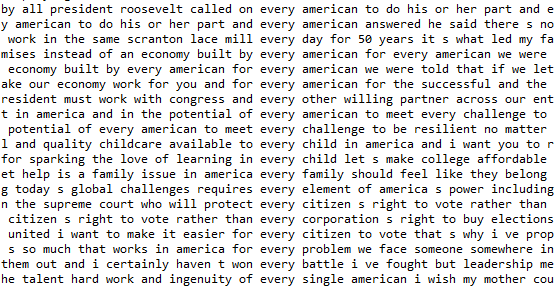 by all president roosevelt called on every american to do his or her part and e
y american to do his or her part and every american answered he said there s no
work in the same scranton lace mill every day for 50 years it s what led my fa
mises instead of an economy built by every american for every american we were
economy built by every american for every american we were told that if we let
ake our economy work for you and for every american for the successful and the
resident must work with congress and every other willing partner across our ent
t in america and in the potential of every american to meet every challenge to
potential of every american to meet every challenge to be resilient no matter
l and quality childcare available to every child in america and i want you to r
for sparking the love of learning in every child let s make college affordable
et help is a family issue in america every family should feel like they belong
g today s global challenges requires every element of america s power including
n the supreme court who will protect every citizen s right to vote rather than
citizen s right to vote rather than every corporation s right to buy elections
united i want to make it easier for every citizen to vote that s why i ve prop
s so much that works in america for every problem we face someone somewhere in
them out and i certainly haven t won every battle i ve fought but leadership me
he talent hard work and ingenuity of every single american i wish my mother cou